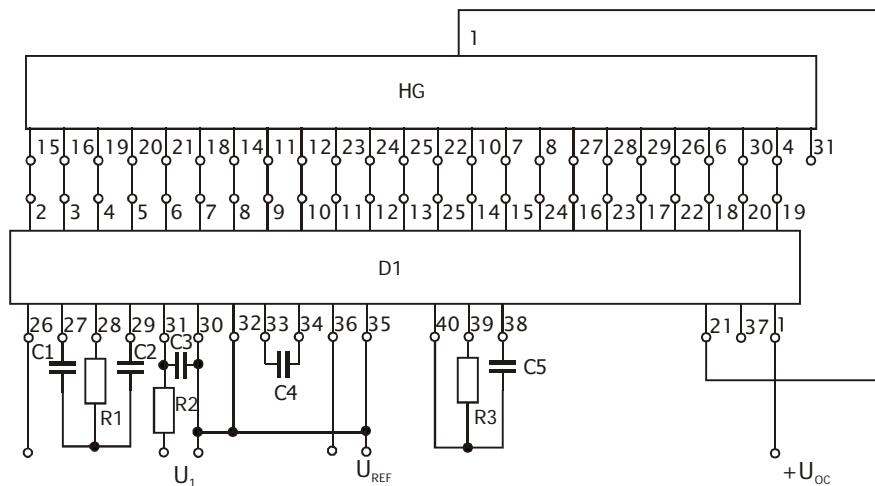 1
HG
15 16 19 20 21 18 14 11 12 23 24 25 22 10 7 8 27 28 29 26 6 30 4 31
2 3 4 5 6 7 8 9 10 11 12 13 25 14 15 24 16 23 17 22 18 20 19
D1
26 27 28 29 31 30 32 33 34 36 35 40 39 38 21 37 1
C1 C2 C3 C4 C5
R1 R2 R3
U1 UREF +UOC